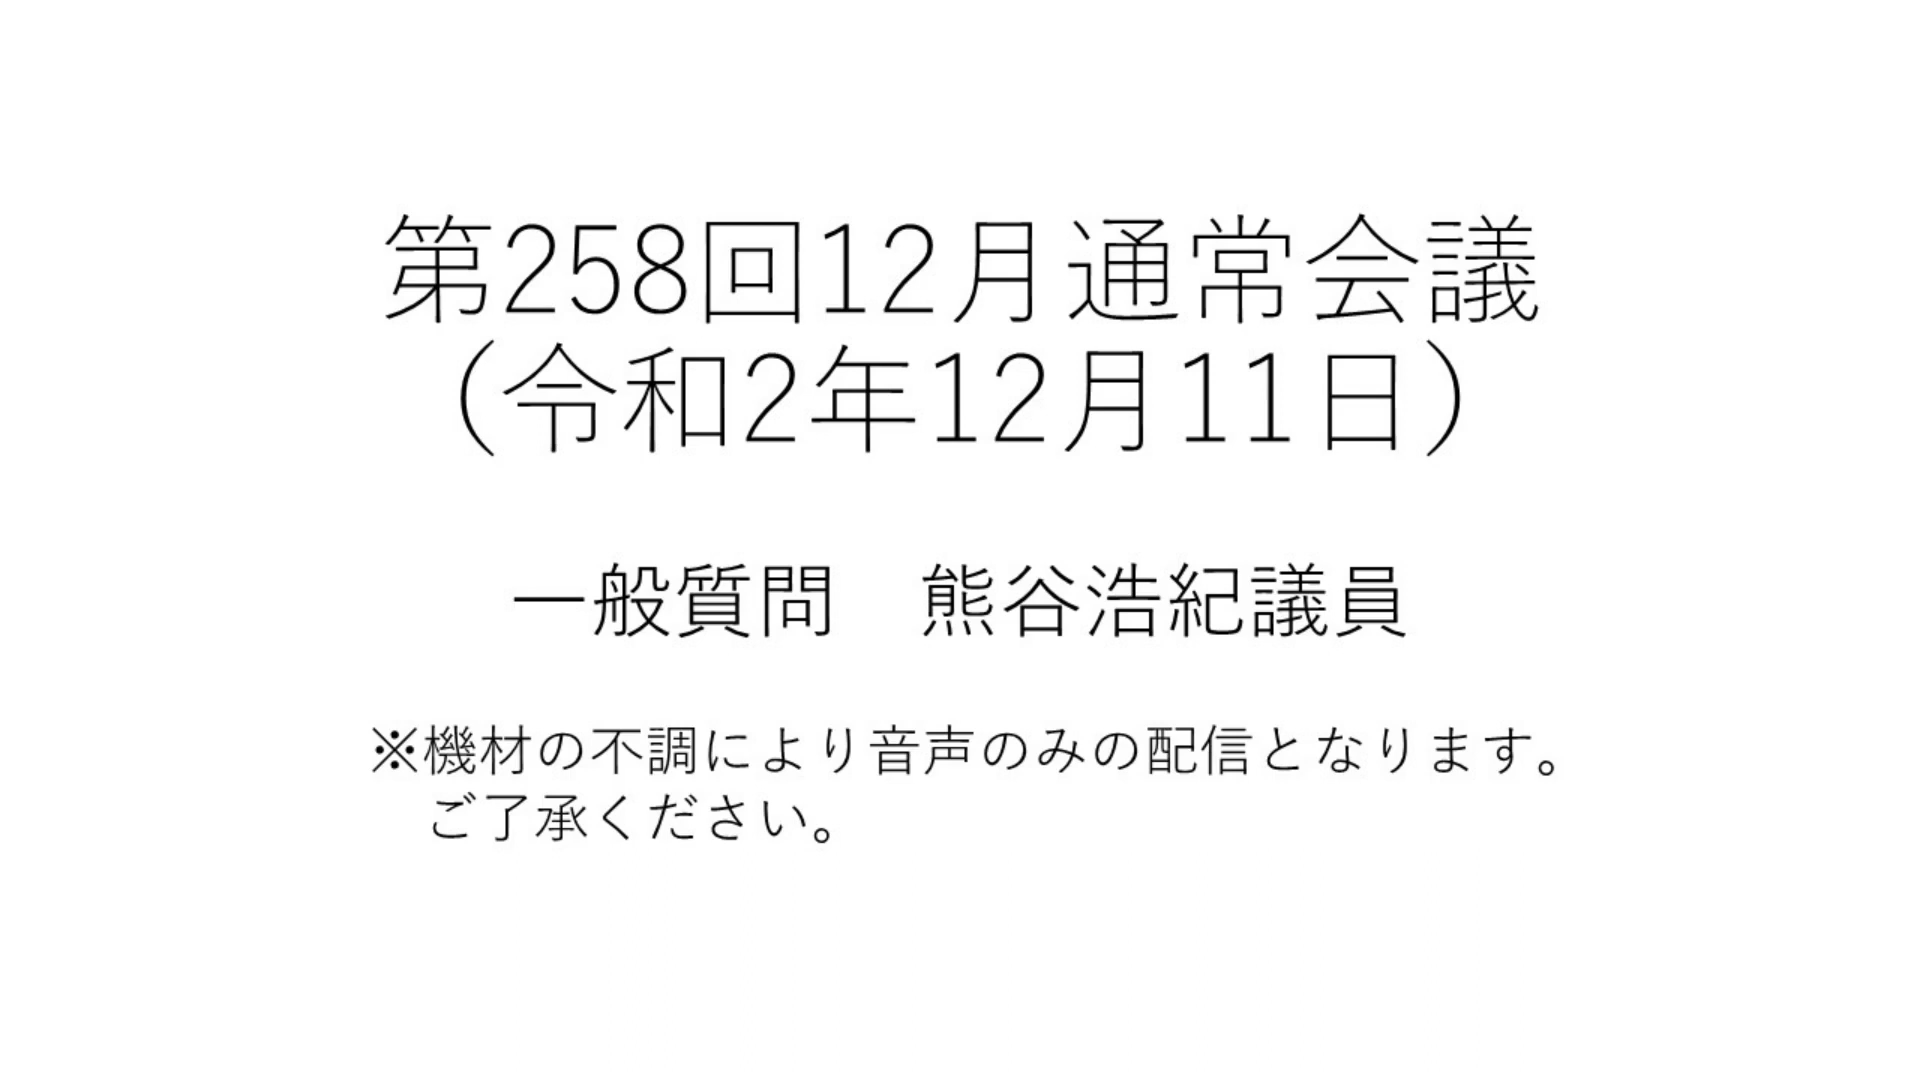 第258回12月通常会議
（令和2年12月11日）
一般質問　熊谷浩紀議員
※機材の不調により音声のみの配信となります。
ご了承ください。